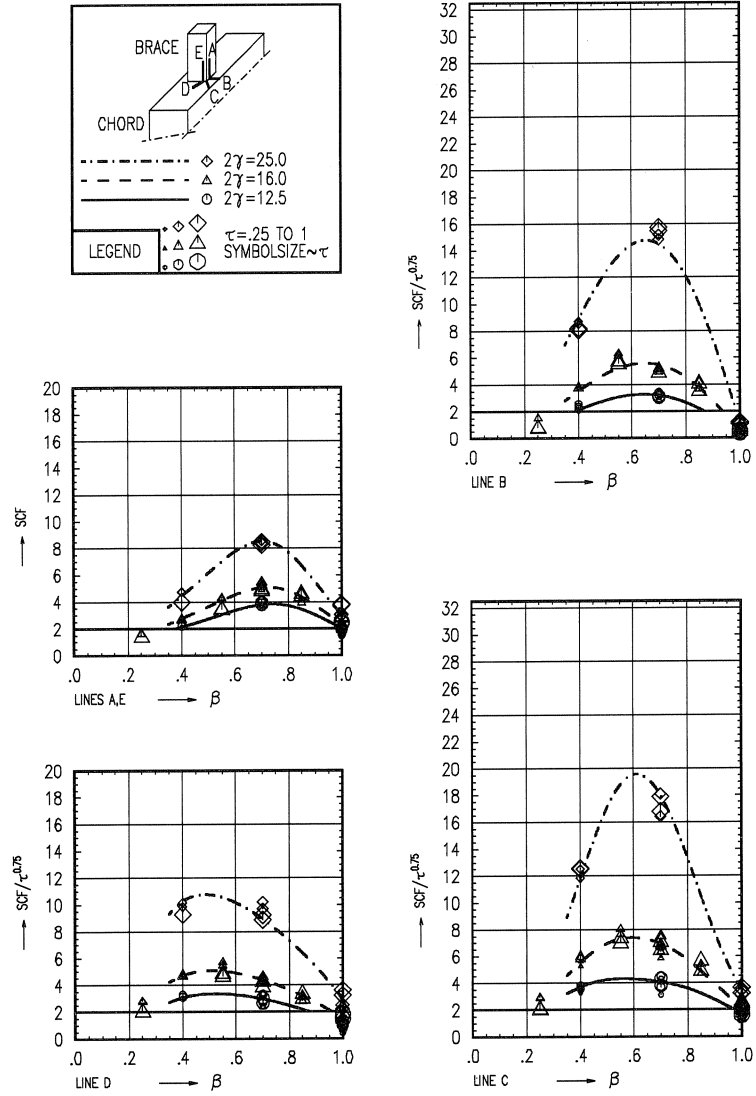 BRACE
E A
D B
C
CHORD
2γ=25.0
2γ=16.0
2γ=12.5
LEGEND
τ=.25 TO 1
SYMBOLSIZE~τ
32
30
28
26
24
22
20
18
16
14
12
10
8
6
4
2
0
SCF/τ^0.75
.0 .2 .4 .6 .8 1.0
LINE B β
20
18
16
14
12
10
8
6
4
2
0
SCF
.0 .2 .4 .6 .8 1.0
LINES A,E β
20
18
16
14
12
10
8
6
4
2
0
SCF/τ^0.75
.0 .2 .4 .6 .8 1.0
LINE D β
32
30
28
26
24
22
20
18
16
14
12
10
8
6
4
2
0
SCF/τ^0.75
.0 .2 .4 .6 .8 1.0
LINE C β